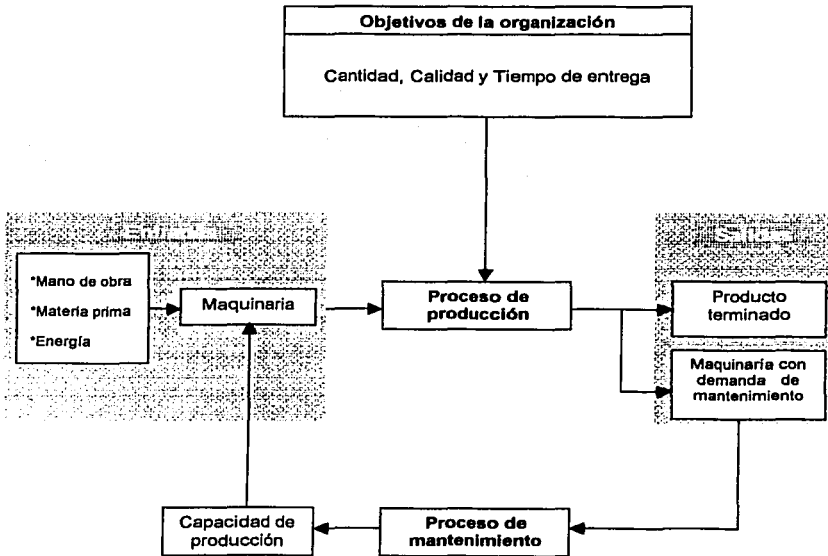 Objetivos de la organización
Cantidad, Calidad y Tiempo de entrega
*Mano de obra
*Materia prima
*Energía
Maquinaria
Proceso de
producción
Producto
terminado
Maquinaría con
demanda de
mantenimiento
Capacidad de
producción
Proceso de
mantenimiento